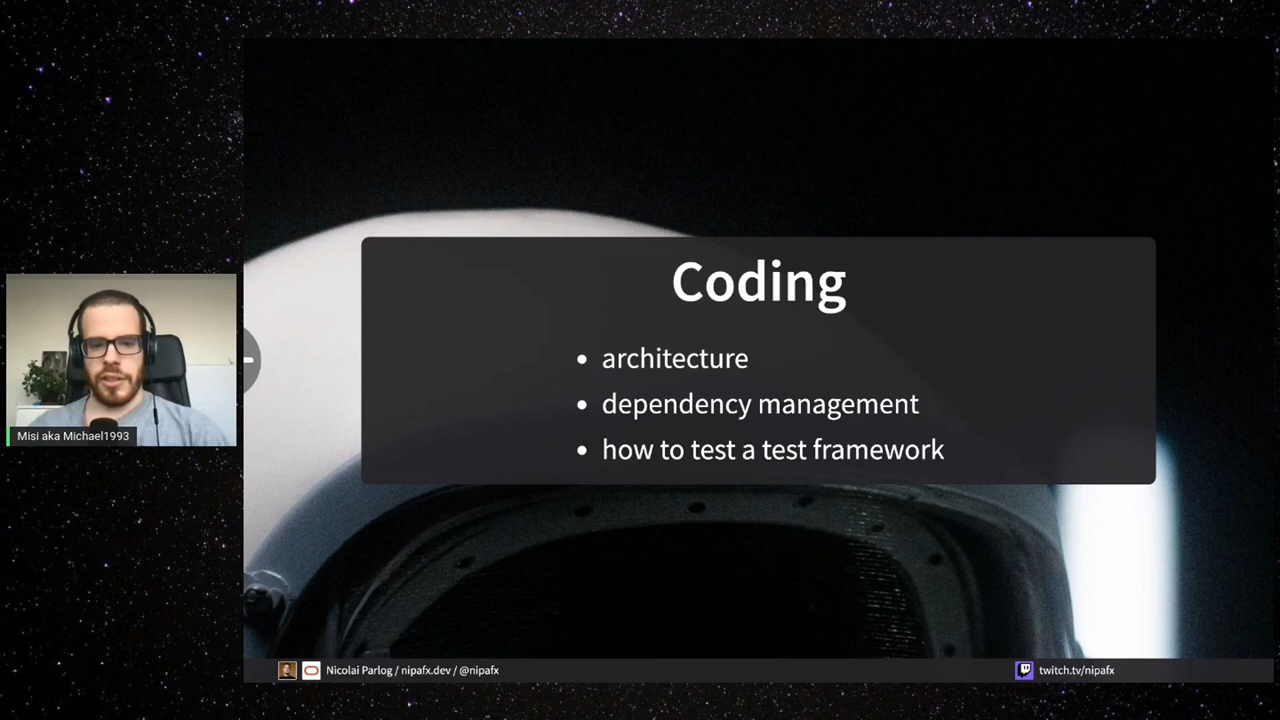 Coding
architecture
dependency management
how to test a test framework
Misi aka Michael1993
Nicolai Parlog / nipafx.dev / @nipafx
twitch.tv/nipafx